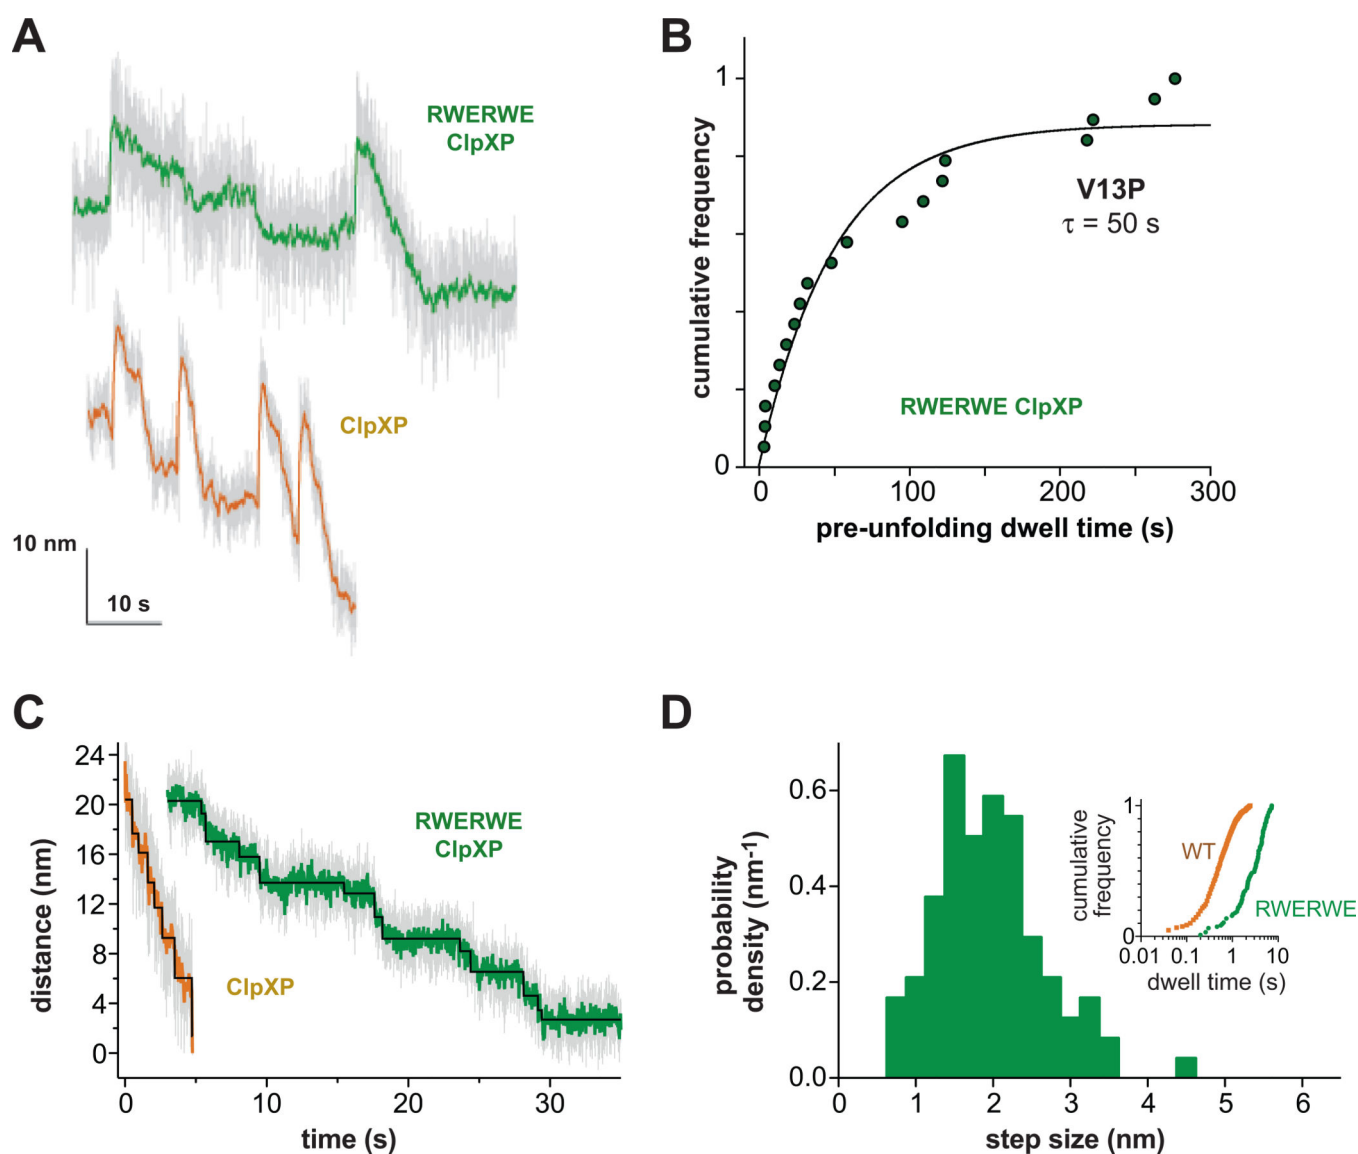 A
RWERWE
ClpXP
ClpXP
10 nm
10 s
B
cumulative frequency
1
0
V13P
τ = 50 s
RWERWE ClpXP
0
100
200
300
pre-unfolding dwell time (s)
C
distance (nm)
24
20
16
12
8
4
0
RWERWE
ClpXP
ClpXP
0
10
20
30
time (s)
D
probability
density (nm-1)
0.6
0.4
0.2
0.0
0
1
2
3
4
5
6
step size (nm)
cumulative
frequency
1
0
WT
RWERWE
0.01
0.1
1
10
dwell time (s)